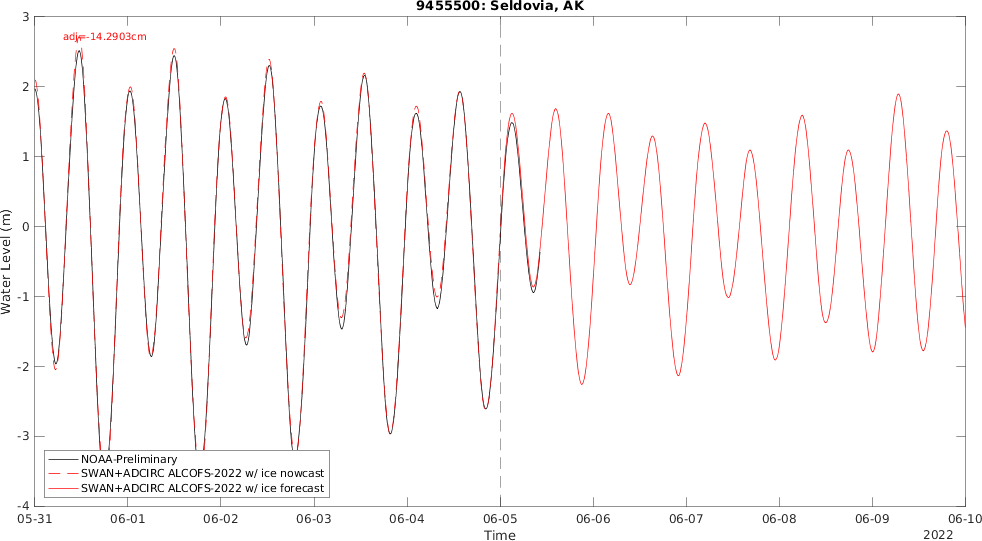 9455500: Seldovia, AK
adj=-14.2903cm
Water Level (m)
3
2
1
0
-1
-2
-3
-4
NOAA-Preliminary
SWAN+ADCIRC ALCOFS-2022 w/ ice nowcast
SWAN+ADCIRC ALCOFS-2022 w/ ice forecast
05-31 06-01 06-02 06-03 06-04 06-05 06-06 06-07 06-08 06-09 06-10
Time
2022